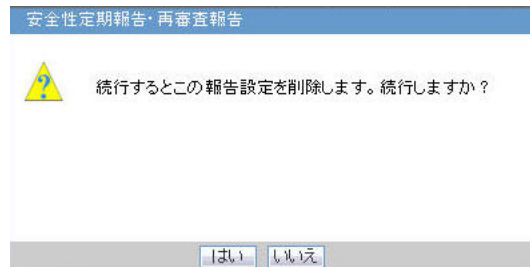 安全性定期報告・再審査報告
?
続行するとこの報告設定を削除します。続行しますか?
はい いいえ